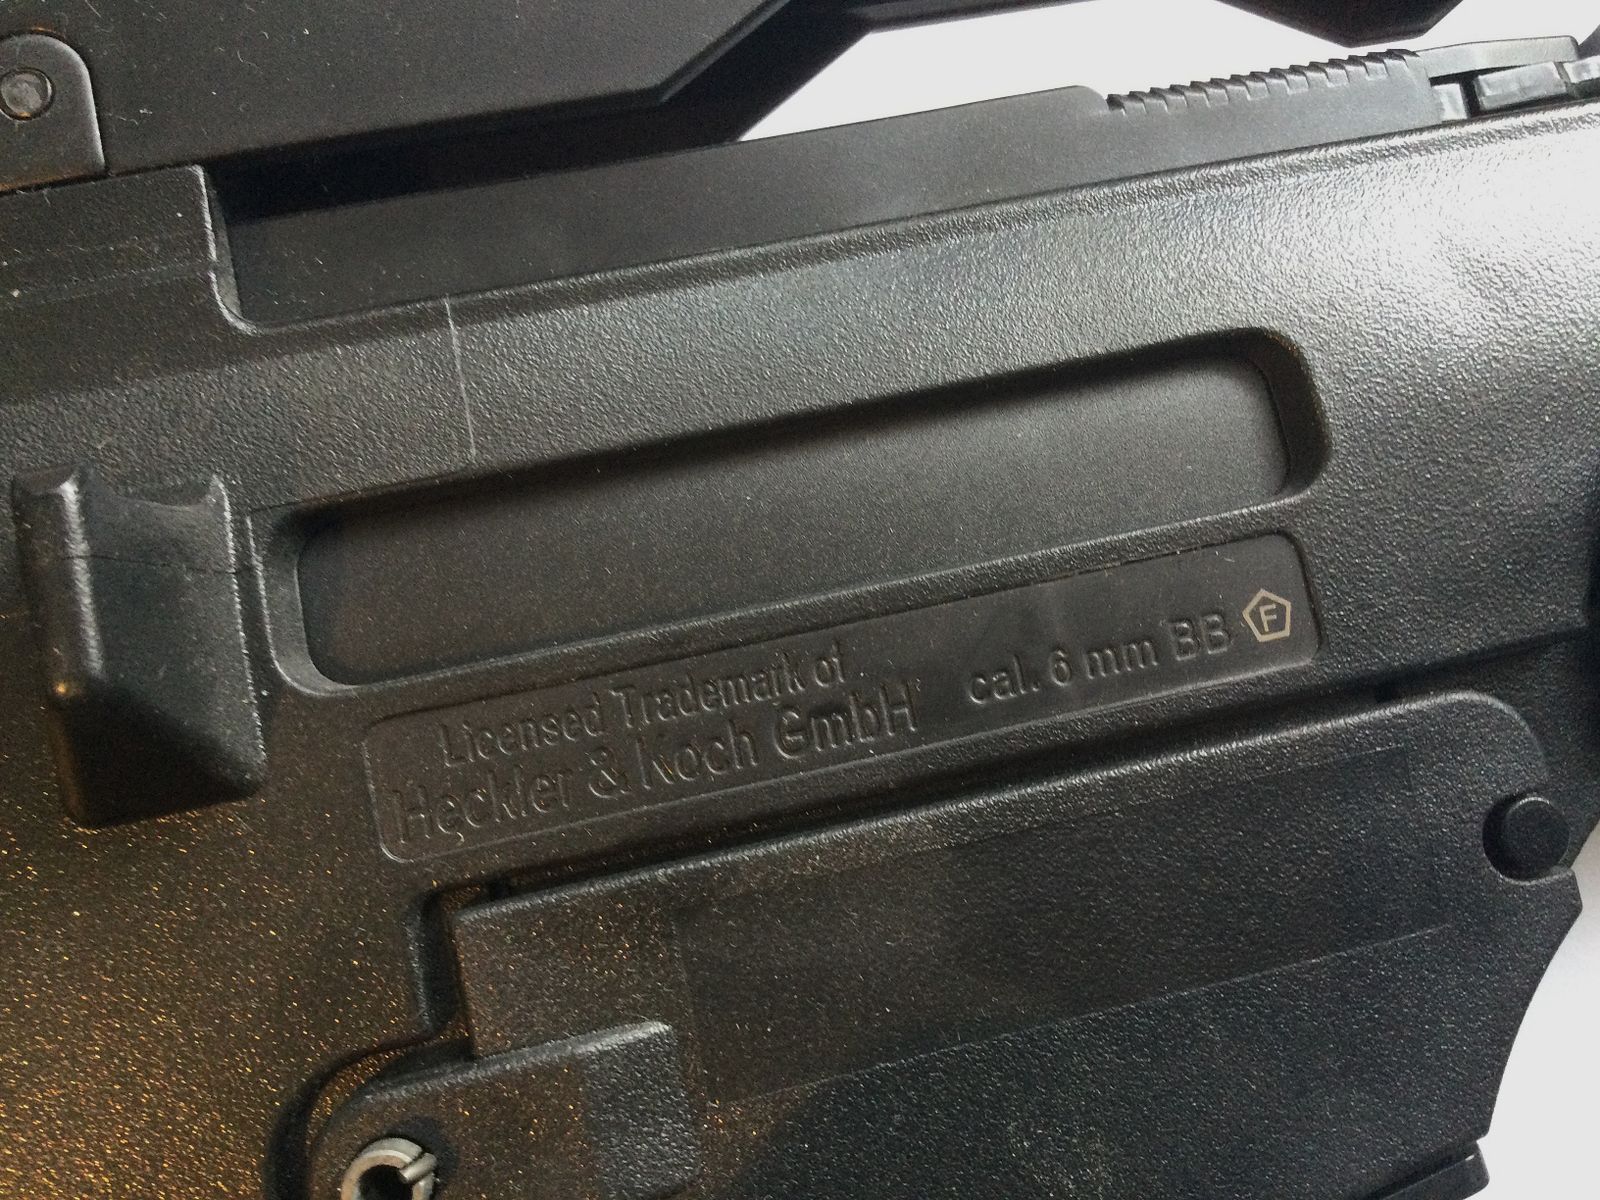 Licensed Trademark of
Heckler & Koch GmbH
cal. 6 mm BB F